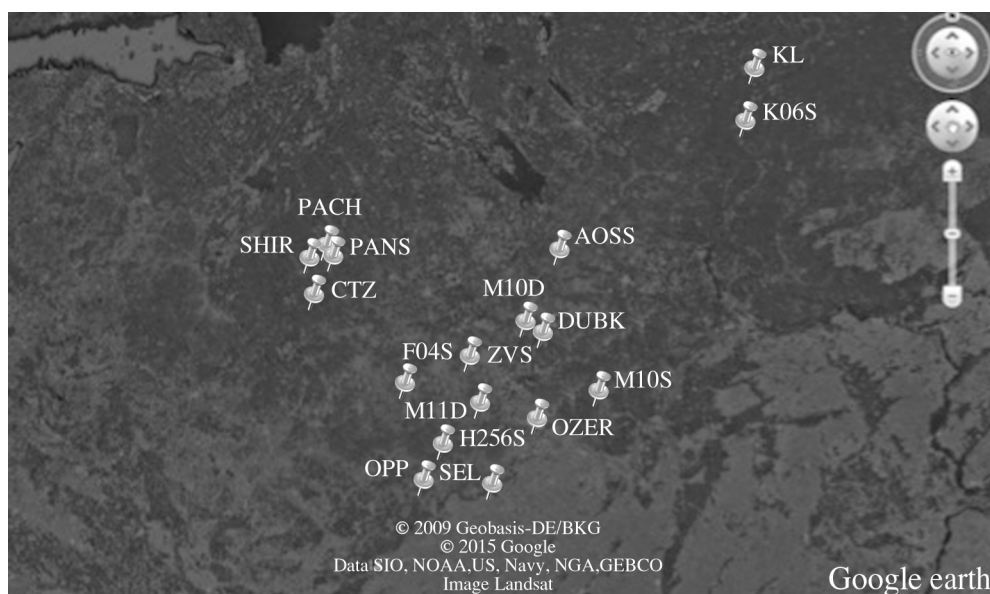 KL
K06S
PACH
SHIR PANS
AOSS
CTZ
M10D
DUBK
F04S ZVS
M10S
M11D
OZER
H256S
OPP SEL
© 2009 Geobasis-DE/BKG
© 2015 Google
Data SIO, NOAA,US, Navy, NGA,GEBCO
Image Landsat
Google earth